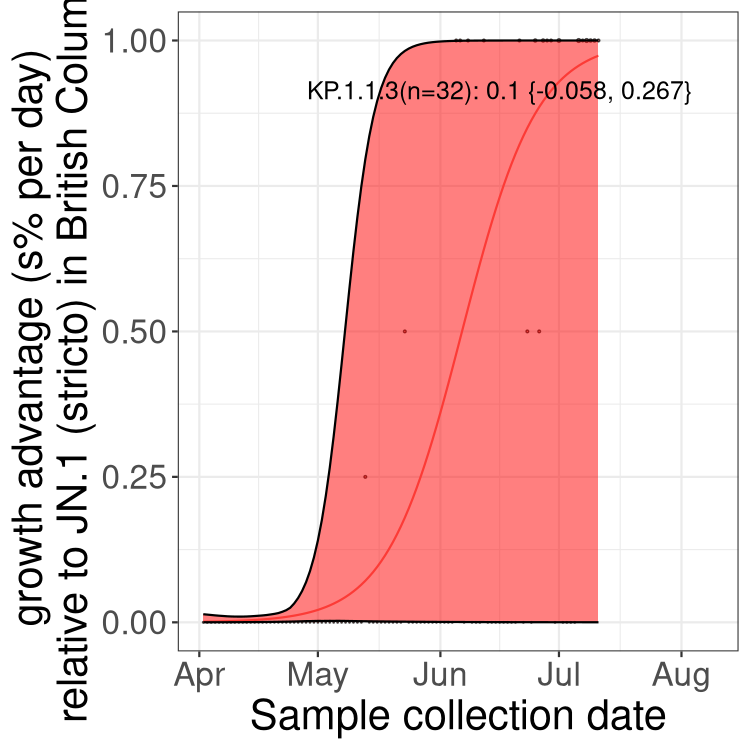 growth advantage (s% per day)
relative to JN.1 (stricto) in British Colum
1.00
0.75
0.50
0.25
0.00
KP.1.1.3(n=32): 0.1 {-0.058, 0.267}
Apr May Jun Jul Aug
Sample collection date